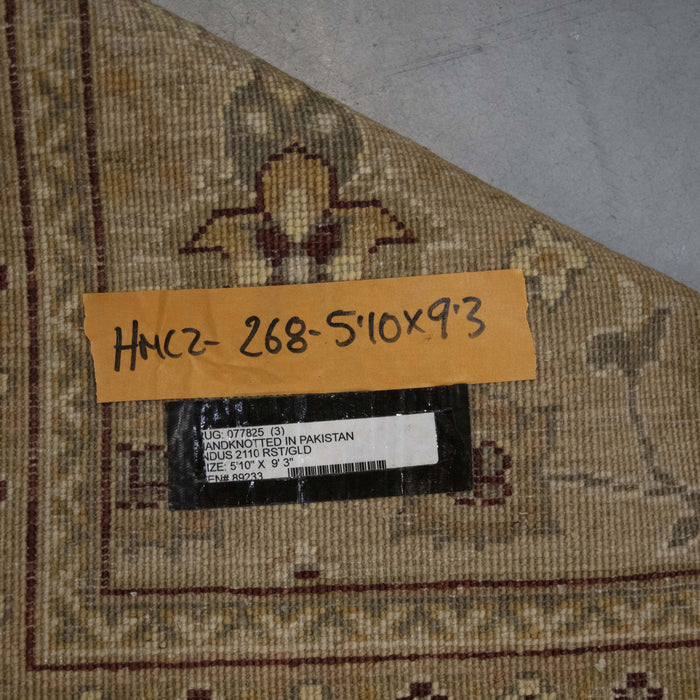 HMCZ- 268-5'10x9'3
UG: 077825 (3)
ANDKNOTTED IN PAKISTAN
NDUS 2110 RST/GLD
SIZE: 5'10" X 9' 3"
EN# 89233